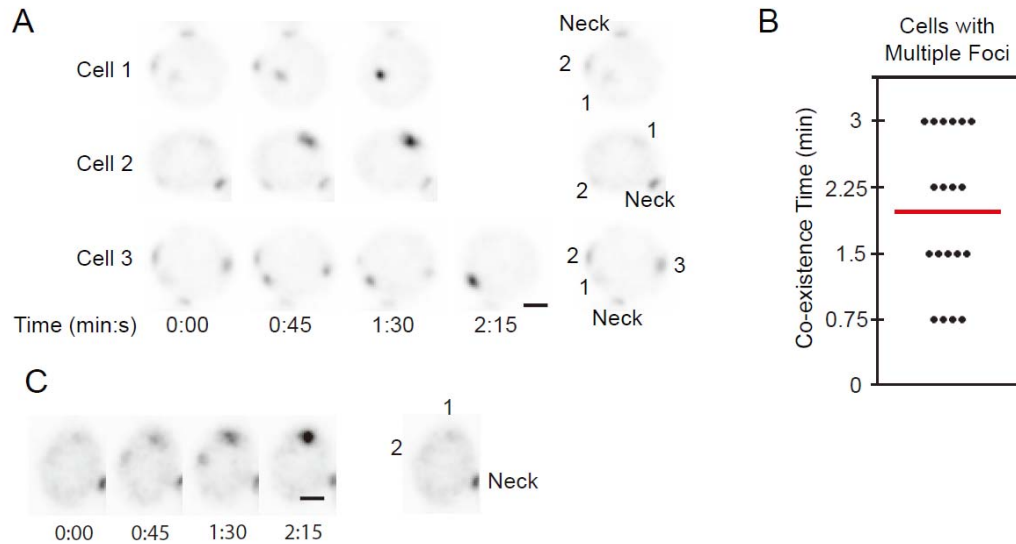 A
Cell 1
Neck
2
1
Cell 2
1
2
Neck
Cell 3
2
3
1
Neck
Time (min:s)
0:00
0:45
1:30
2:15
B
Cells with
Multiple Foci
Co-existence Time (min)
3
2.25
1.5
0.75
0
C
0:00
0:45
1:30
2:15
1
2
Neck